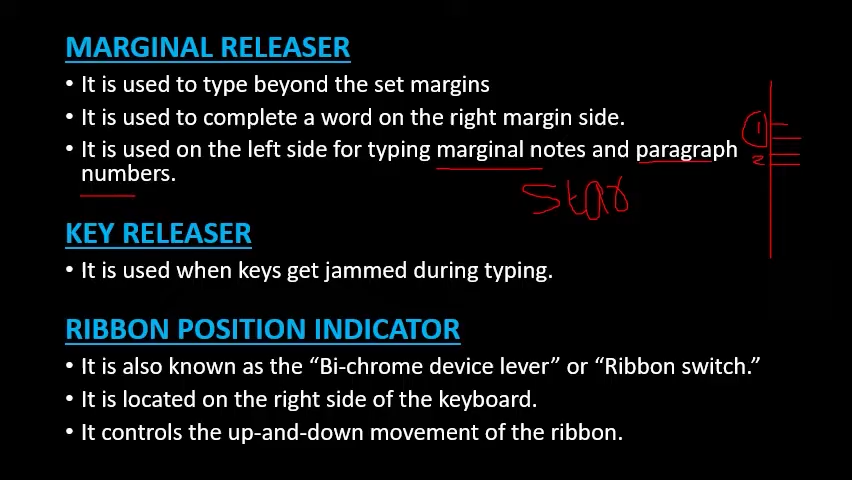 MARGINAL RELEASER
• It is used to type beyond the set margins
• It is used to complete a word on the right margin side.
• It is used on the left side for typing marginal notes and paragraph
numbers.
1
2
Star
KEY RELEASER
• It is used when keys get jammed during typing.
RIBBON POSITION INDICATOR
• It is also known as the “Bi-chrome device lever” or “Ribbon switch.”
• It is located on the right side of the keyboard.
• It controls the up-and-down movement of the ribbon.